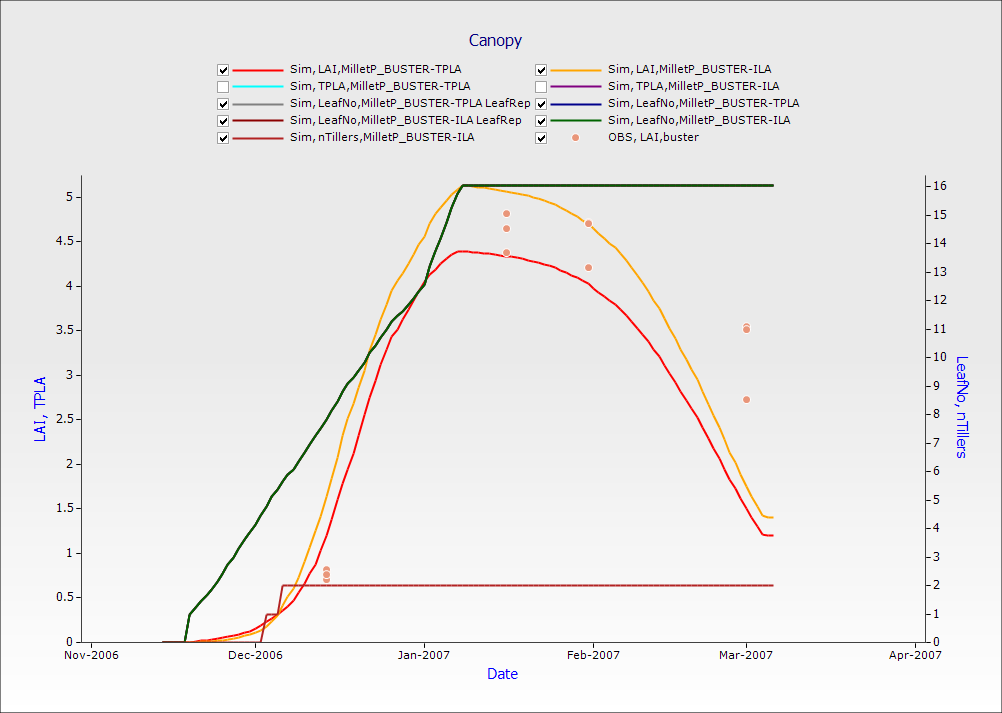 Canopy
Sim, LAI,MilletP_BUSTER-TPLA Sim, LAI,MilletP_BUSTER-ILA
Sim, TPLA,MilletP_BUSTER-TPLA Sim, TPLA,MilletP_BUSTER-ILA
Sim, LeafNo,MilletP_BUSTER-TPLA LeafRep Sim, LeafNo,MilletP_BUSTER-TPLA
Sim, LeafNo,MilletP_BUSTER-ILA LeafRep Sim, LeafNo,MilletP_BUSTER-ILA
Sim, nTillers,MilletP_BUSTER-ILA OBS, LAI,buster
5 16
15
4.5 14
13
4 12
3.5 11
10
3 9
2.5 8
7
2 6
1.5 5
4
1 3
0.5 2
1
0 0
LAI, TPLA
LeafNo, nTillers
Nov-2006 Dec-2006 Jan-2007 Feb-2007 Mar-2007 Apr-2007
Date